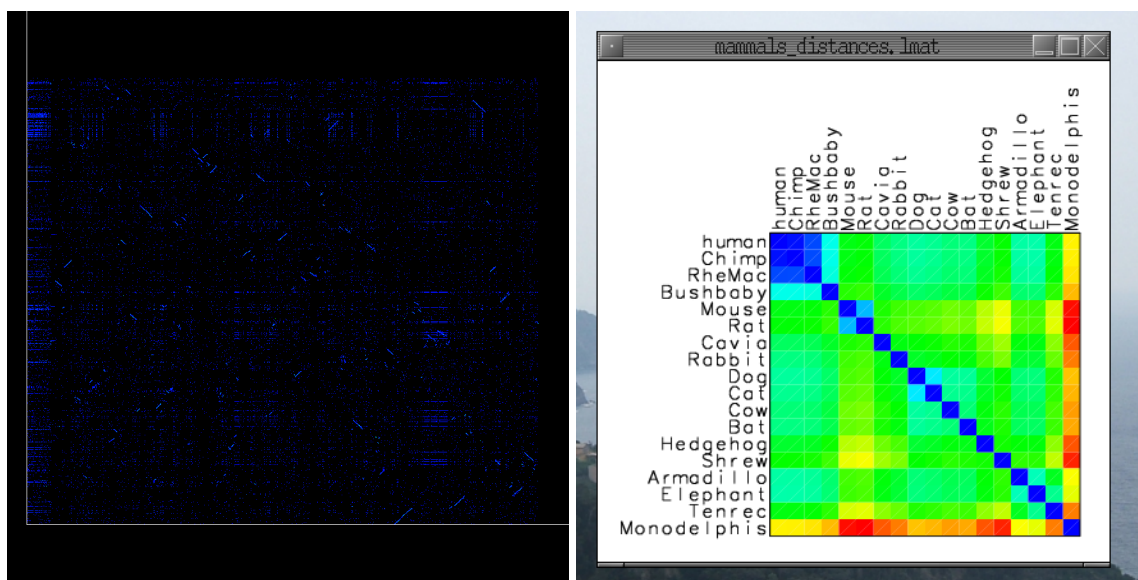 mammals_distances.lmat
human
Chimp
RheMac
Bushbaby
Mouse
Rat
Cavia
Rabbit
Dog
Cat
Cow
Bat
Hedgehog
Shrew
Armadillo
Elephant
Tenrec
Monodelphis
human
Chimp
RheMac
Bushbaby
Mouse
Rat
Cavia
Rabbit
Dog
Cat
Cow
Bat
Hedgehog
Shrew
Armadillo
Elephant
Tenrec
Monodelphis